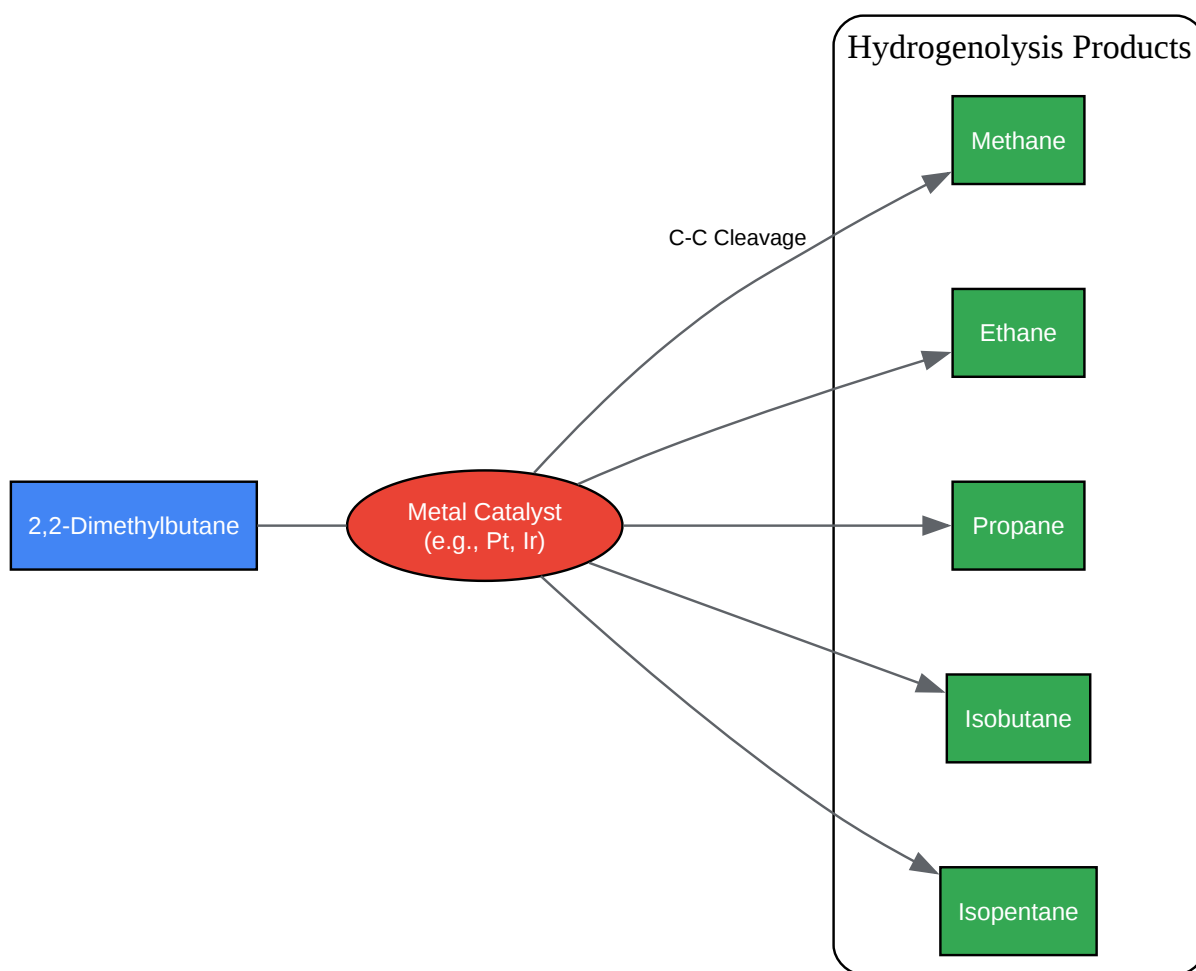 Hydrogenolysis Products
Methane
C-C Cleavage
Ethane
2,2-Dimethylbutane
Metal Catalyst
(e.g., Pt, Ir)
Propane
Isobutane
Isopentane